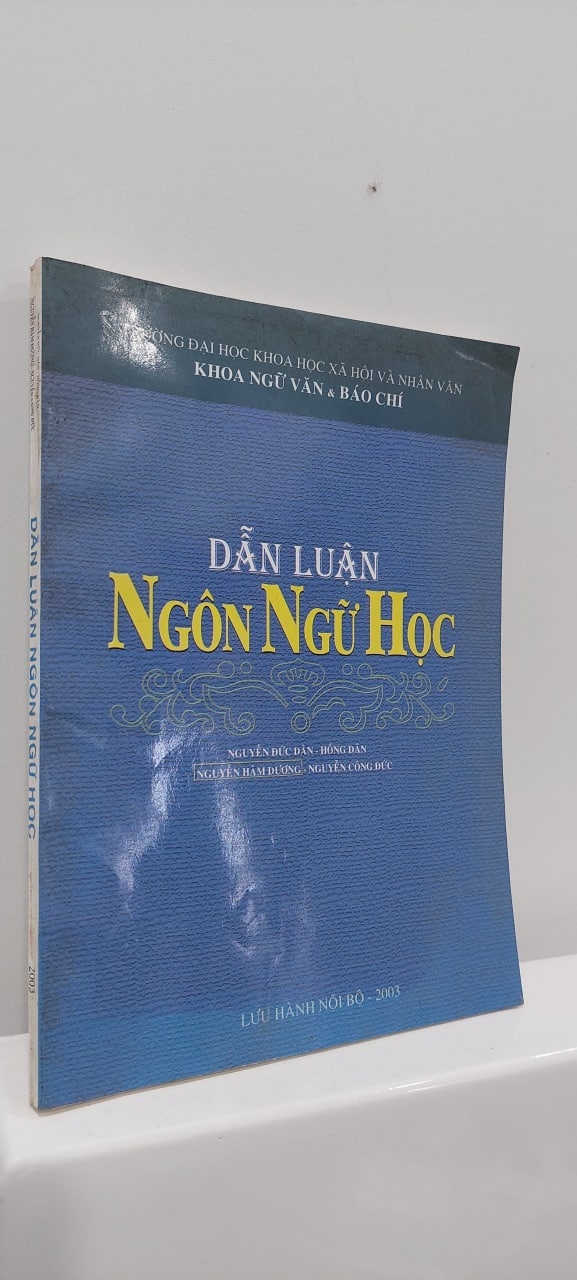 ĐẠI HỌC KHOA HỌC XÃ HỘI VÀ NHÂN VĂN
KHOA NGỮ VĂN & BÁO CHÍ
DẪN LUẬN
NGÔN NGỮ HỌC
NGUYỄN ĐỨC DÂN - HỒNG DÂN
NGUYỄN HÀM DƯƠNG - NGUYỄN CÔNG ĐỨC
LƯU HÀNH NỘI BỘ - 2003
DẪN LUẬN NGÔN NGỮ HỌC
2003